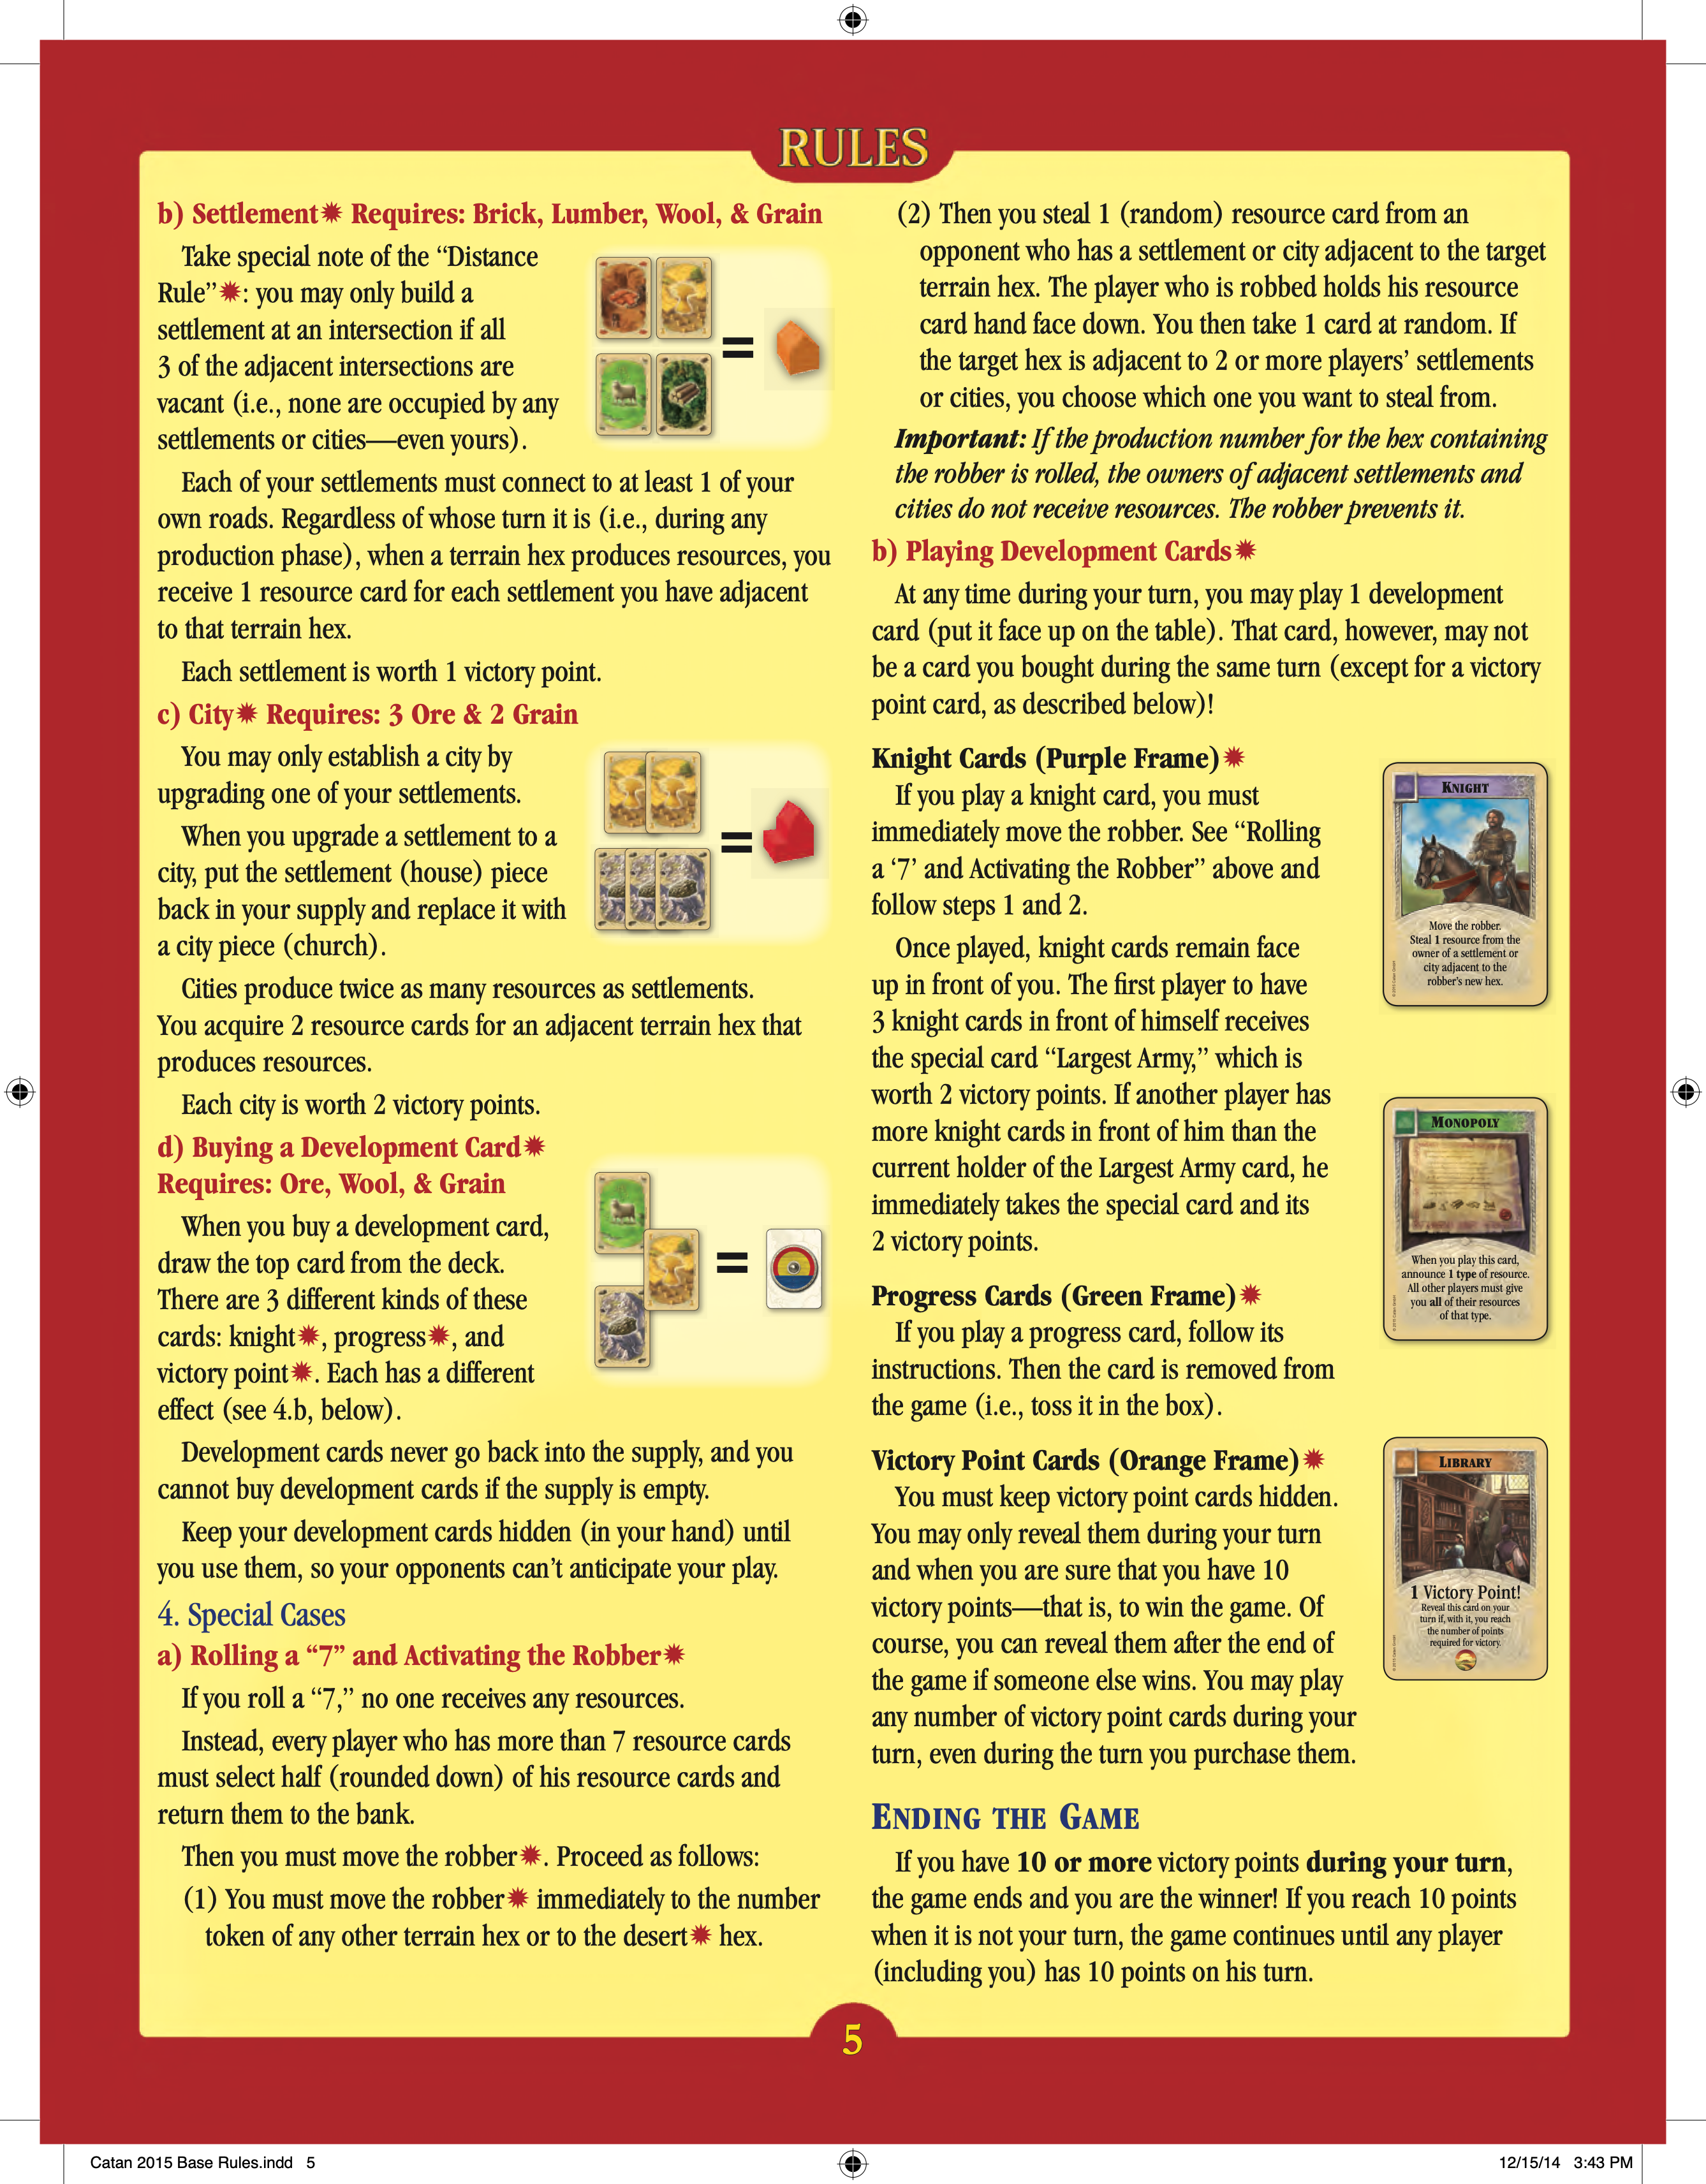 RULES
b) Settlement✹ Requires: Brick, Lumber, Wool, & Grain
Take special note of the “Distance
Rule”✹: you may only build a
settlement at an intersection if all
3 of the adjacent intersections are
vacant (i.e., none are occupied by any
settlements or cities—even yours).
=
Each of your settlements must connect to at least 1 of your
own roads. Regardless of whose turn it is (i.e., during any
production phase), when a terrain hex produces resources, you
receive 1 resource card for each settlement you have adjacent
to that terrain hex.
Each settlement is worth 1 victory point.
c) City✹ Requires: 3 Ore & 2 Grain
You may only establish a city by
upgrading one of your settlements.
When you upgrade a settlement to a
city, put the settlement (house) piece
back in your supply and replace it with
a city piece (church).
=
Cities produce twice as many resources as settlements.
You acquire 2 resource cards for an adjacent terrain hex that
produces resources.
Each city is worth 2 victory points.
d) Buying a Development Card✹
Requires: Ore, Wool, & Grain
When you buy a development card,
draw the top card from the deck.
There are 3 different kinds of these
cards: knight✹, progress✹, and
victory point✹. Each has a different
effect (see 4.b, below).
=
Development cards never go back into the supply, and you
cannot buy development cards if the supply is empty.
Keep your development cards hidden (in your hand) until
you use them, so your opponents can’t anticipate your play.
4. Special Cases
a) Rolling a “7” and Activating the Robber✹
If you roll a “7,” no one receives any resources.
Instead, every player who has more than 7 resource cards
must select half (rounded down) of his resource cards and
return them to the bank.
Then you must move the robber✹. Proceed as follows:
(1) You must move the robber✹ immediately to the number
token of any other terrain hex or to the desert✹ hex.
(2) Then you steal 1 (random) resource card from an
opponent who has a settlement or city adjacent to the target
terrain hex. The player who is robbed holds his resource
card hand face down. You then take 1 card at random. If
the target hex is adjacent to 2 or more players’ settlements
or cities, you choose which one you want to steal from.
Important: If the production number for the hex containing
the robber is rolled, the owners of adjacent settlements and
cities do not receive resources. The robber prevents it.
b) Playing Development Cards✹
At any time during your turn, you may play 1 development
card (put it face up on the table). That card, however, may not
be a card you bought during the same turn (except for a victory
point card, as described below)!
Knight Cards (Purple Frame)✹
If you play a knight card, you must
immediately move the robber. See “Rolling
a ‘7’ and Activating the Robber” above and
follow steps 1 and 2.
Once played, knight cards remain face
up in front of you. The first player to have
3 knight cards in front of himself receives
the special card “Largest Army,” which is
worth 2 victory points. If another player has
more knight cards in front of him than the
current holder of the Largest Army card, he
immediately takes the special card and its
2 victory points.
KNIGHT
Move the robber.
Steal 1 resource from the
owner of a settlement or
city adjacent to the
robber’s new hex.
Progress Cards (Green Frame)✹
If you play a progress card, follow its
instructions. Then the card is removed from
the game (i.e., toss it in the box).
MONOPOLY
When you play this card,
announce 1 type of resource.
All other players must give
you all of their resources
of that type.
Victory Point Cards (Orange Frame)✹
You must keep victory point cards hidden.
You may only reveal them during your turn
and when you are sure that you have 10
victory points—that is, to win the game. Of
course, you can reveal them after the end of
the game if someone else wins. You may play
any number of victory point cards during your
turn, even during the turn you purchase them.
LIBRARY
1 Victory Point!
Reveal this card on your
turn if, with it, you reach
the number of points
required for victory.
ENDING THE GAME
If you have 10 or more victory points during your turn,
the game ends and you are the winner! If you reach 10 points
when it is not your turn, the game continues until any player
(including you) has 10 points on his turn.
5
Catan 2015 Base Rules.indd 5
12/15/14 3:43 PM